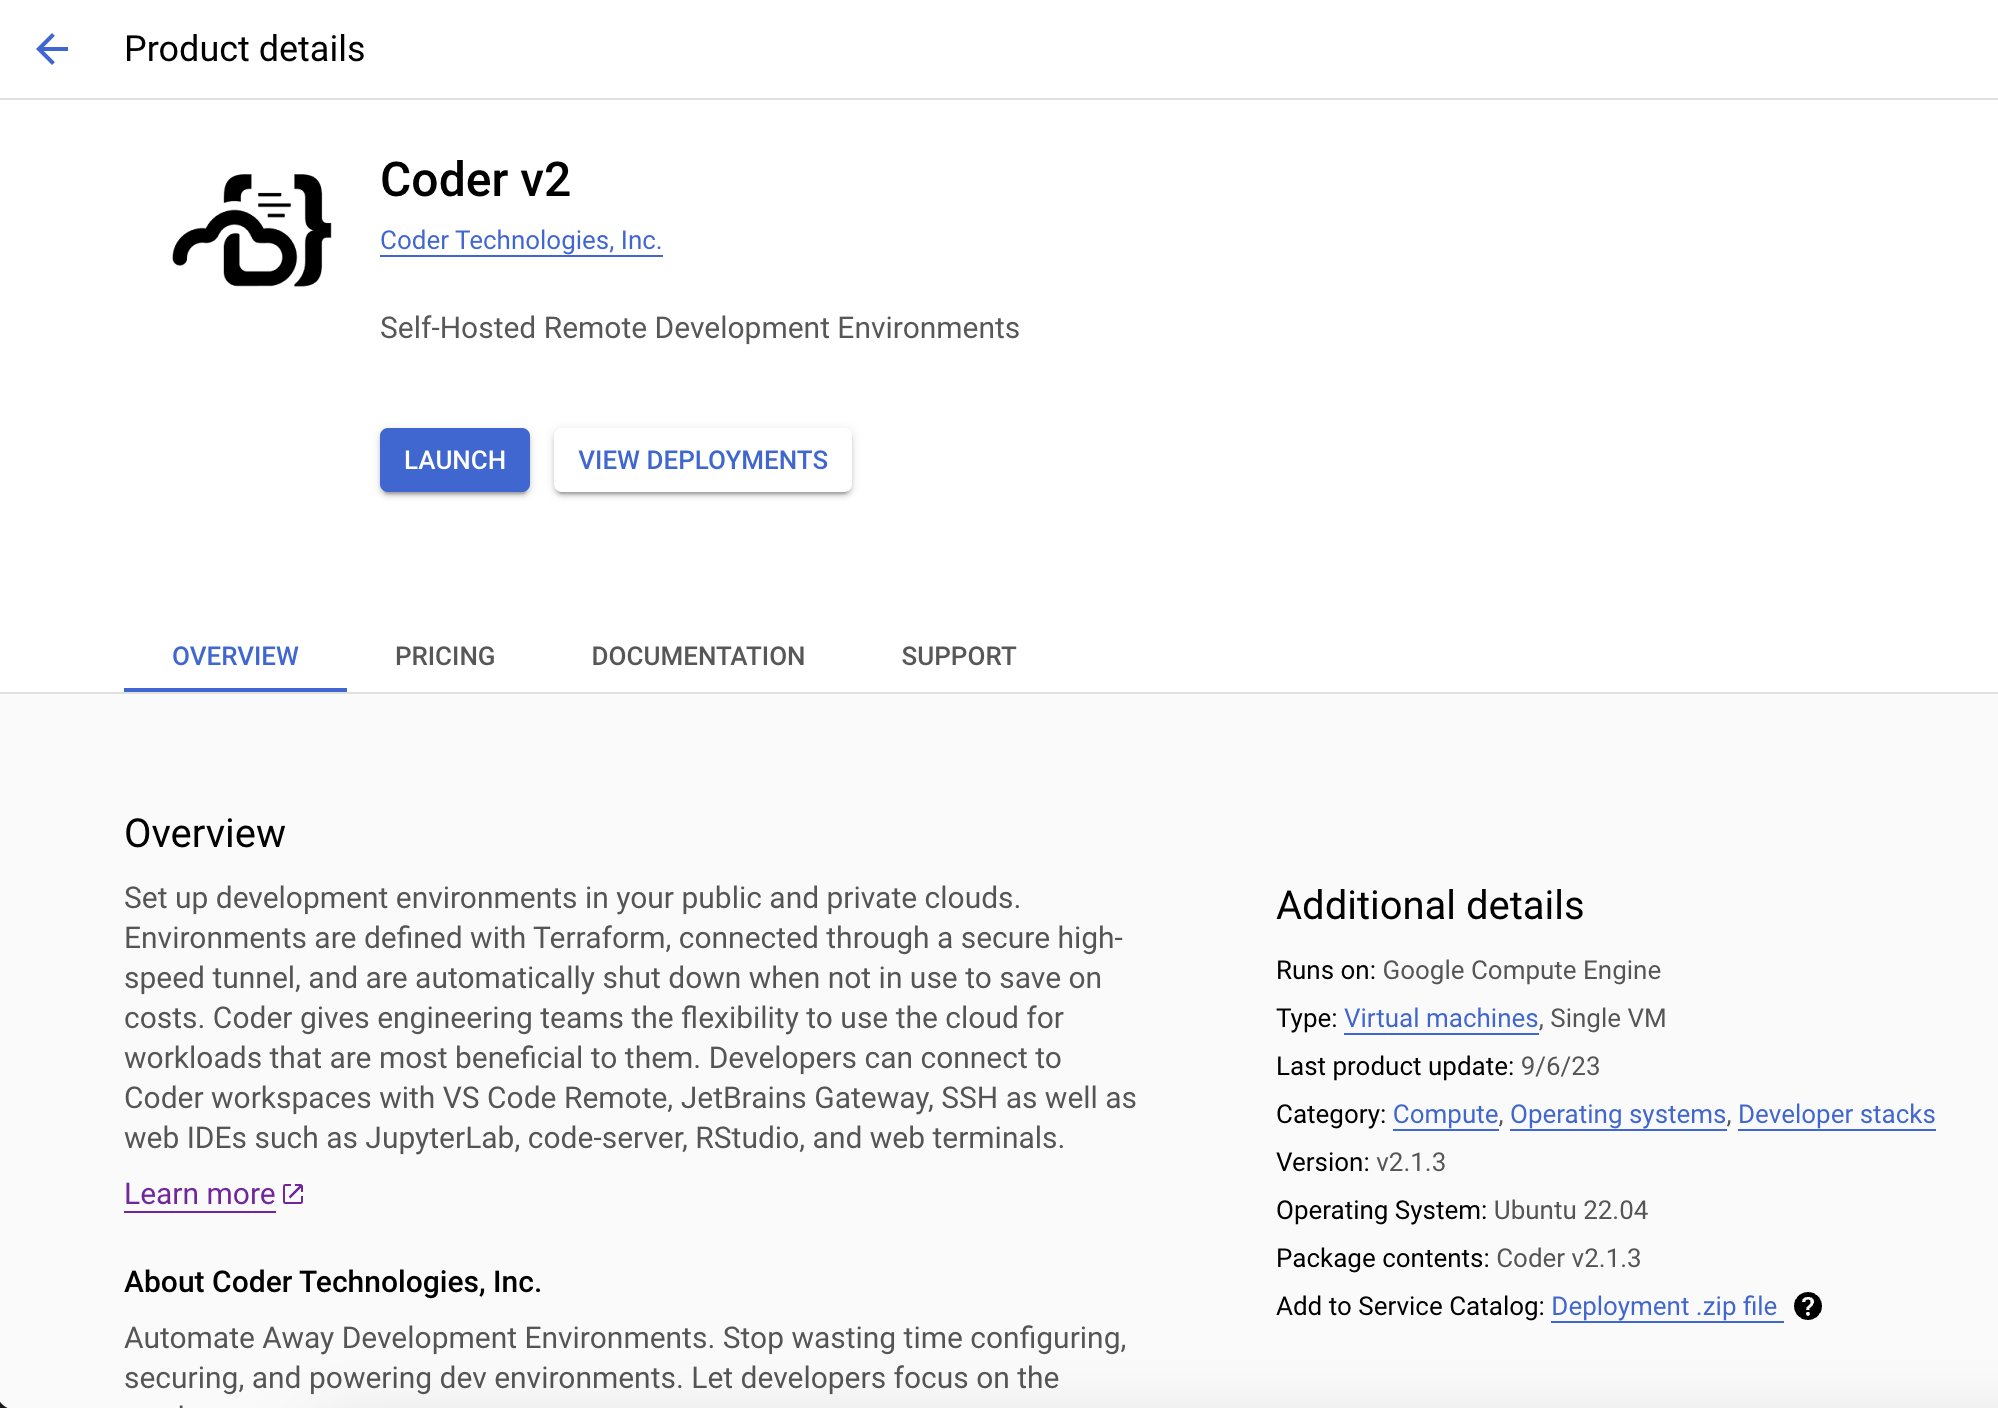 Product details
Coder v2
Coder Technologies, Inc.
Self-Hosted Remote Development Environments
LAUNCH
VIEW DEPLOYMENTS
OVERVIEW
PRICING
DOCUMENTATION
SUPPORT
Overview
Set up development environments in your public and private clouds.
Environments are defined with Terraform, connected through a secure high-
speed tunnel, and are automatically shut down when not in use to save on
costs. Coder gives engineering teams the flexibility to use the cloud for
workloads that are most beneficial to them. Developers can connect to
Coder workspaces with VS Code Remote, JetBrains Gateway, SSH as well as
web IDEs such as JupyterLab, code-server, RStudio, and web terminals.
Learn more
About Coder Technologies, Inc.
Automate Away Development Environments. Stop wasting time configuring,
securing, and powering dev environments. Let developers focus on the
Additional details
Runs on: Google Compute Engine
Type: Virtual machines, Single VM
Last product update: 9/6/23
Category: Compute, Operating systems, Developer stacks
Version: v2.1.3
Operating System: Ubuntu 22.04
Package contents: Coder v2.1.3
Add to Service Catalog: Deployment .zip file ?